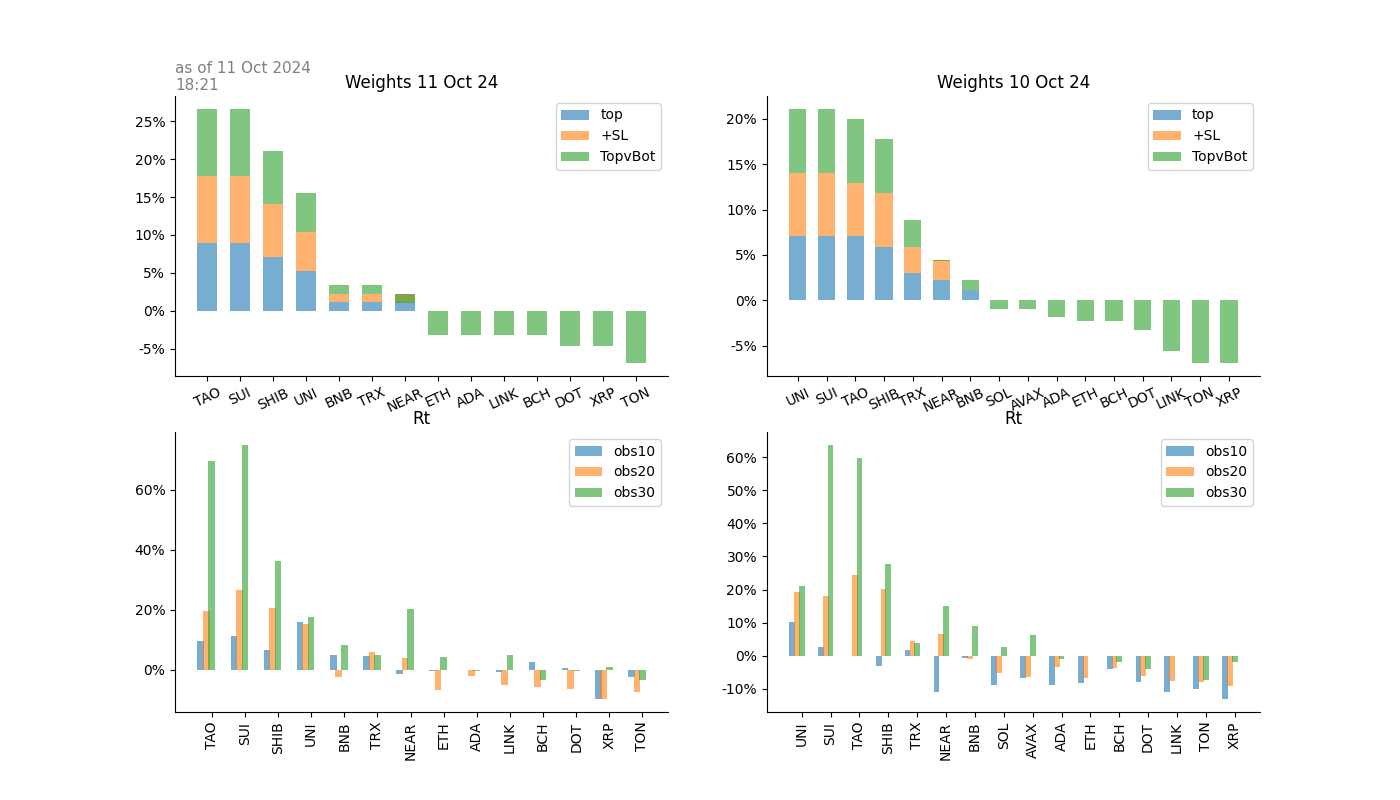 as of 11 Oct 2024
18:21
Weights 11 Oct 24
25%
20%
15%
10%
5%
0%
-5%
top
+SL
TopvBot
TAO SUI SHIB UNI BNB TRX NEAR ETH ADA LINK BCH DOT XRP TON
Weights 10 Oct 24
20%
15%
10%
5%
0%
-5%
top
+SL
TopvBot
UNI SUI TAO SHIB TRX NEAR BNB SOL AVAX ADA ETH BCH DOT LINK TON XRP
Rt
60%
40%
20%
0%
obs10
obs20
obs30
TAO SUI SHIB UNI BNB TRX NEAR ETH ADA LINK BCH DOT XRP TON
Rt
60%
50%
40%
30%
20%
10%
0%
-10%
obs10
obs20
obs30
UNI SUI TAO SHIB TRX NEAR BNB SOL AVAX ADA ETH BCH DOT LINK TON XRP